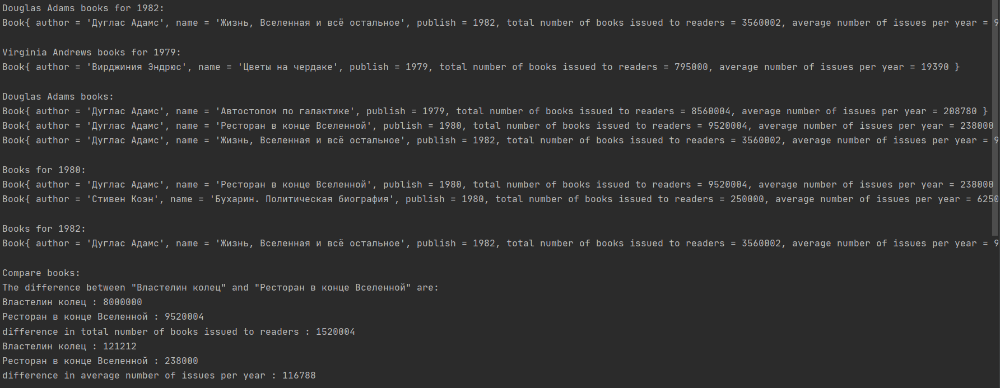 Douglas Adams books for 1982:
Book{ author = 'Дуглас Адамс', name = 'Жизнь, Вселенная и всё остальное', publish = 1982, total number of books issued to readers = 3560002, average number of issues per year =
Virginia Andrews books for 1979:
Book{ author = 'Вирджиния Эндрюс', name = 'Цветы на чердаке', publish = 1979, total number of books issued to readers = 795000, average number of issues per year = 19390 }
Douglas Adams books:
Book{ author = 'Дуглас Адамс', name = 'Автостопом по галактике', publish = 1979, total number of books issued to readers = 8560004, average number of issues per year = 208780 }
Book{ author = 'Дуглас Адамс', name = 'Ресторан в конце Вселенной', publish = 1980, total number of books issued to readers = 9520004, average number of issues per year = 238000
Book{ author = 'Дуглас Адамс', name = 'Жизнь, Вселенная и всё остальное', publish = 1982, total number of books issued to readers = 3560002, average number of issues per year =
Books for 1980:
Book{ author = 'Дуглас Адамс', name = 'Ресторан в конце Вселенной', publish = 1980, total number of books issued to readers = 9520004, average number of issues per year = 238000
Book{ author = 'Стивен Коэн', name = 'Бухарин. Политическая биография', publish = 1980, total number of books issued to readers = 250000, average number of issues per year = 6250
Books for 1982:
Book{ author = 'Дуглас Адамс', name = 'Жизнь, Вселенная и всё остальное', publish = 1982, total number of books issued to readers = 3560002, average number of issues per year =
Compare books:
The difference between "Властелин колец" and "Ресторан в конце Вселенной" are:
Властелин колец : 8000000
Ресторан в конце Вселенной : 9520004
difference in total number of books issued to readers : 1520004
Властелин колец : 121212
Ресторан в конце Вселенной : 238000
difference in average number of issues per year : 116788